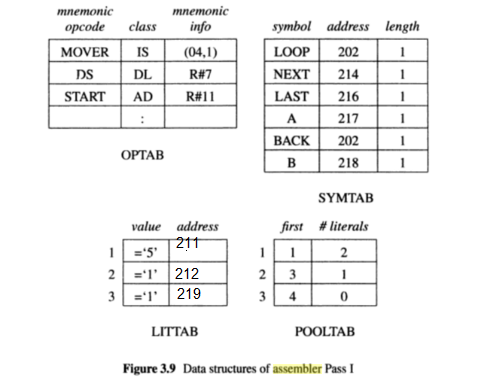 mnemonic opcode class mnemonic info
MOVER IS (04,1)
DS DL R#7
START AD R#11
:
OPTAB
symbol address length
LOOP 202 1
NEXT 214 1
LAST 216 1
A 217 1
BACK 202 1
B 218 1
SYMTAB
value address
1 ='5' 211
2 ='1' 212
3 ='1' 219
LITTAB
first # literals
1 1 2
2 3 1
3 4 0
POOLTAB
Figure 3.9 Data structures of assembler Pass I